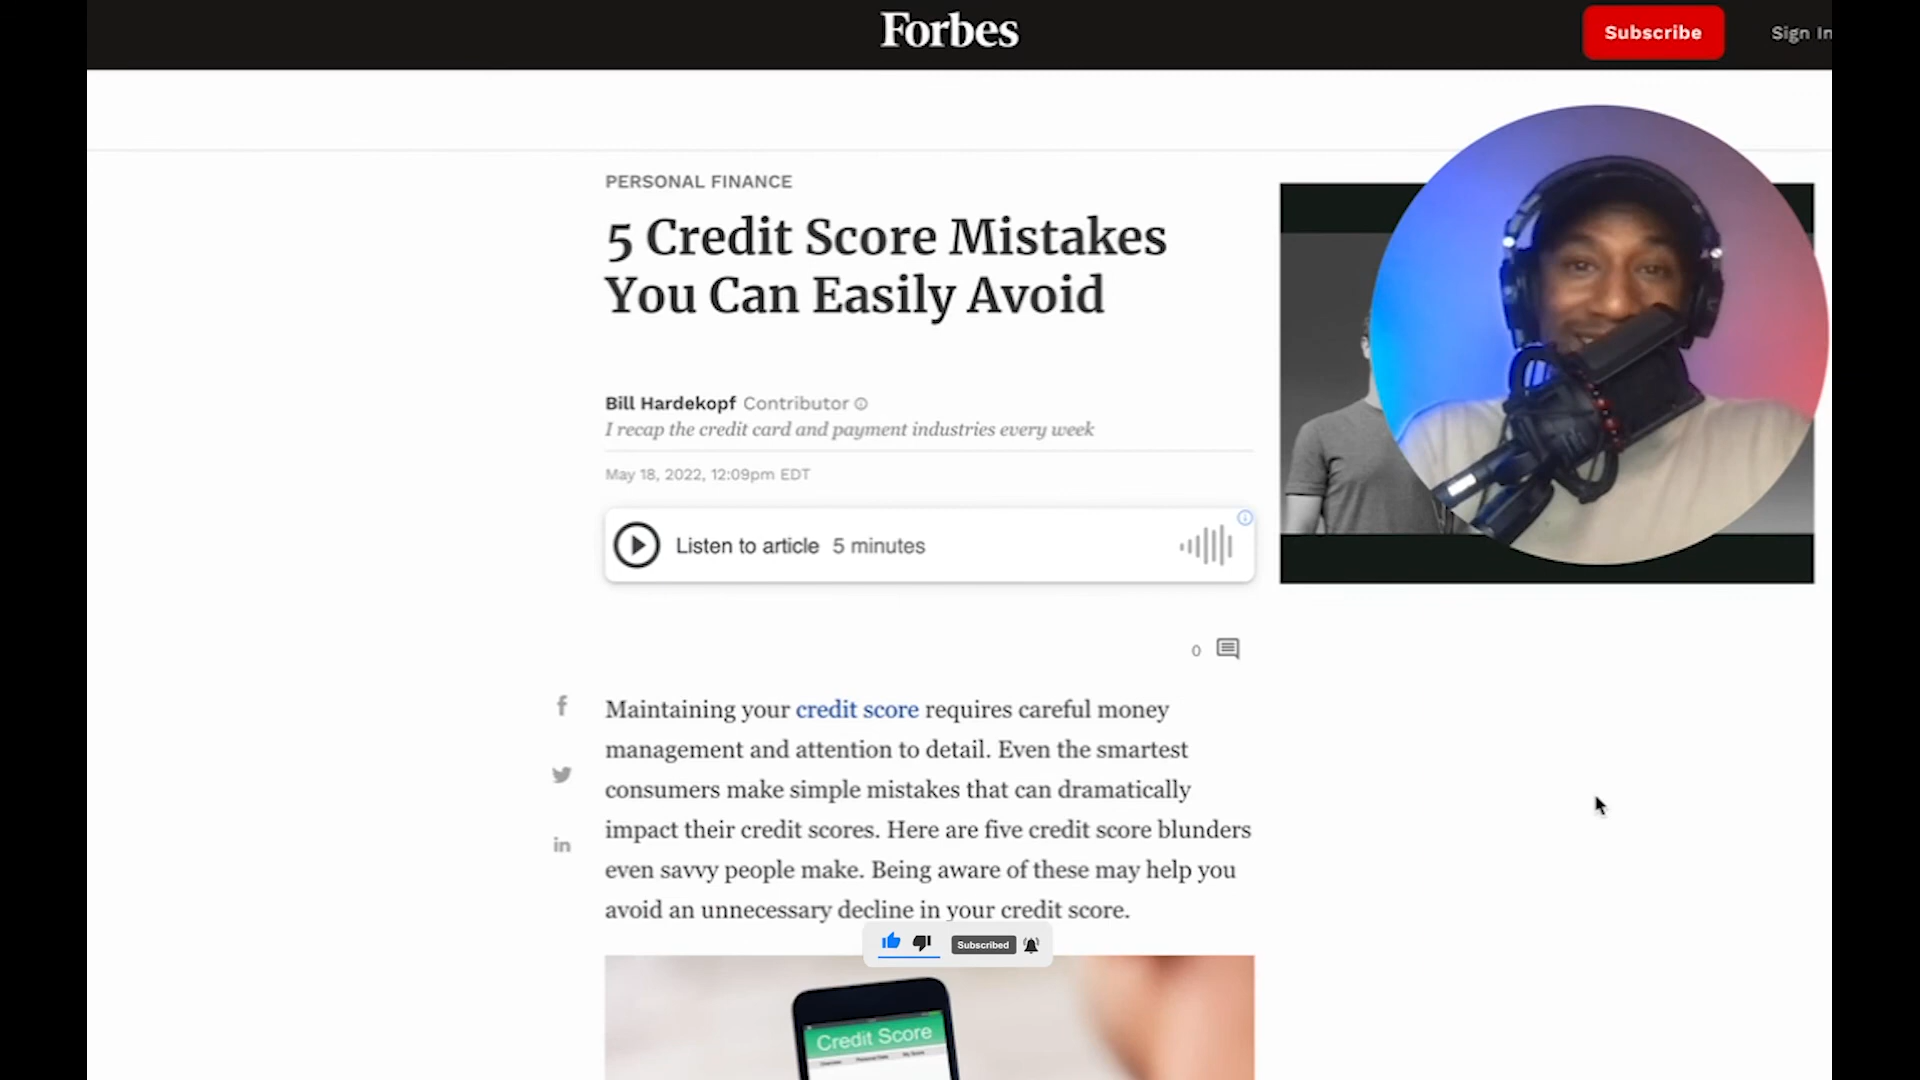 Forbes
Subscribe
Sign In
PERSONAL FINANCE
5 Credit Score Mistakes
You Can Easily Avoid
Bill Hardekopf Contributor
I recap the credit card and payment industries every week
May 18, 2022, 12:09pm EDT
Listen to article 5 minutes
0
Maintaining your credit score requires careful money
management and attention to detail. Even the smartest
consumers make simple mistakes that can dramatically
impact their credit scores. Here are five credit score blunders
even savvy people make. Being aware of these may help you
avoid an unnecessary decline in your credit score.
Subscribed
Credit Score